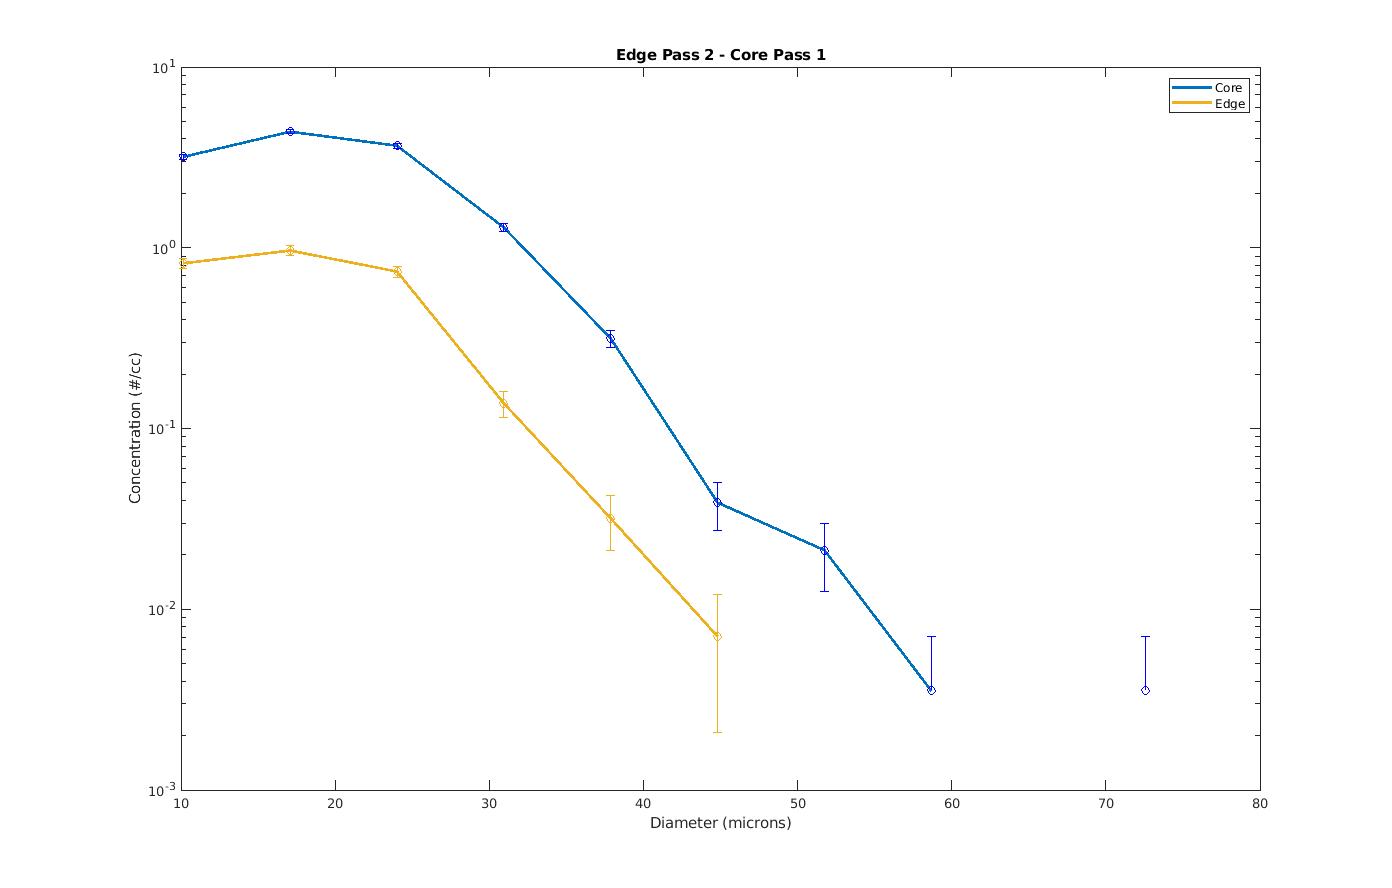 Edge Pass 2 - Core Pass 1
Core
Edge
10^1
10^0
10^-1
10^-2
10^-3
Concentration (#/cc)
10 20 30 40 50 60 70 80
Diameter (microns)